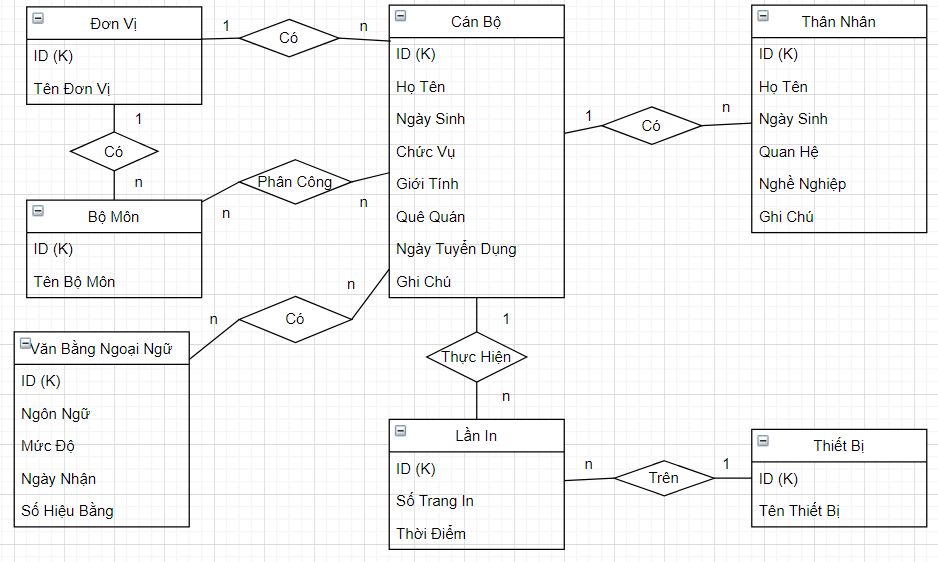 Đơn Vị
ID (K)
Tên Đơn Vị
1
Có
n
Cán Bộ
ID (K)
Họ Tên
Ngày Sinh
Chức Vụ
Giới Tính
Quê Quán
Ngày Tuyển Dụng
Ghi Chú
1
Có
n
Thân Nhân
ID (K)
Họ Tên
Ngày Sinh
Quan Hệ
Nghề Nghiệp
Ghi Chú
1
Có
n
Bộ Môn
ID (K)
Tên Bộ Môn
n
Phân Công
n
n
Có
n
Văn Bằng Ngoại Ngữ
ID (K)
Ngôn Ngữ
Mức Độ
Ngày Nhận
Số Hiệu Bằng
1
Thực Hiện
n
Lần In
ID (K)
Số Trang In
Thời Điểm
n
Trên
1
Thiết Bị
ID (K)
Tên Thiết Bị